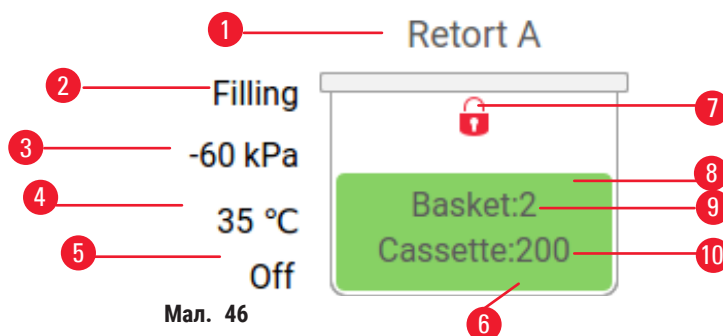 1 Retort A
2 Filling
7
3 -60 kPa
8
4 35 °C
Basket:2 9
Cassette:200 10
5 Off
Мал. 46
6